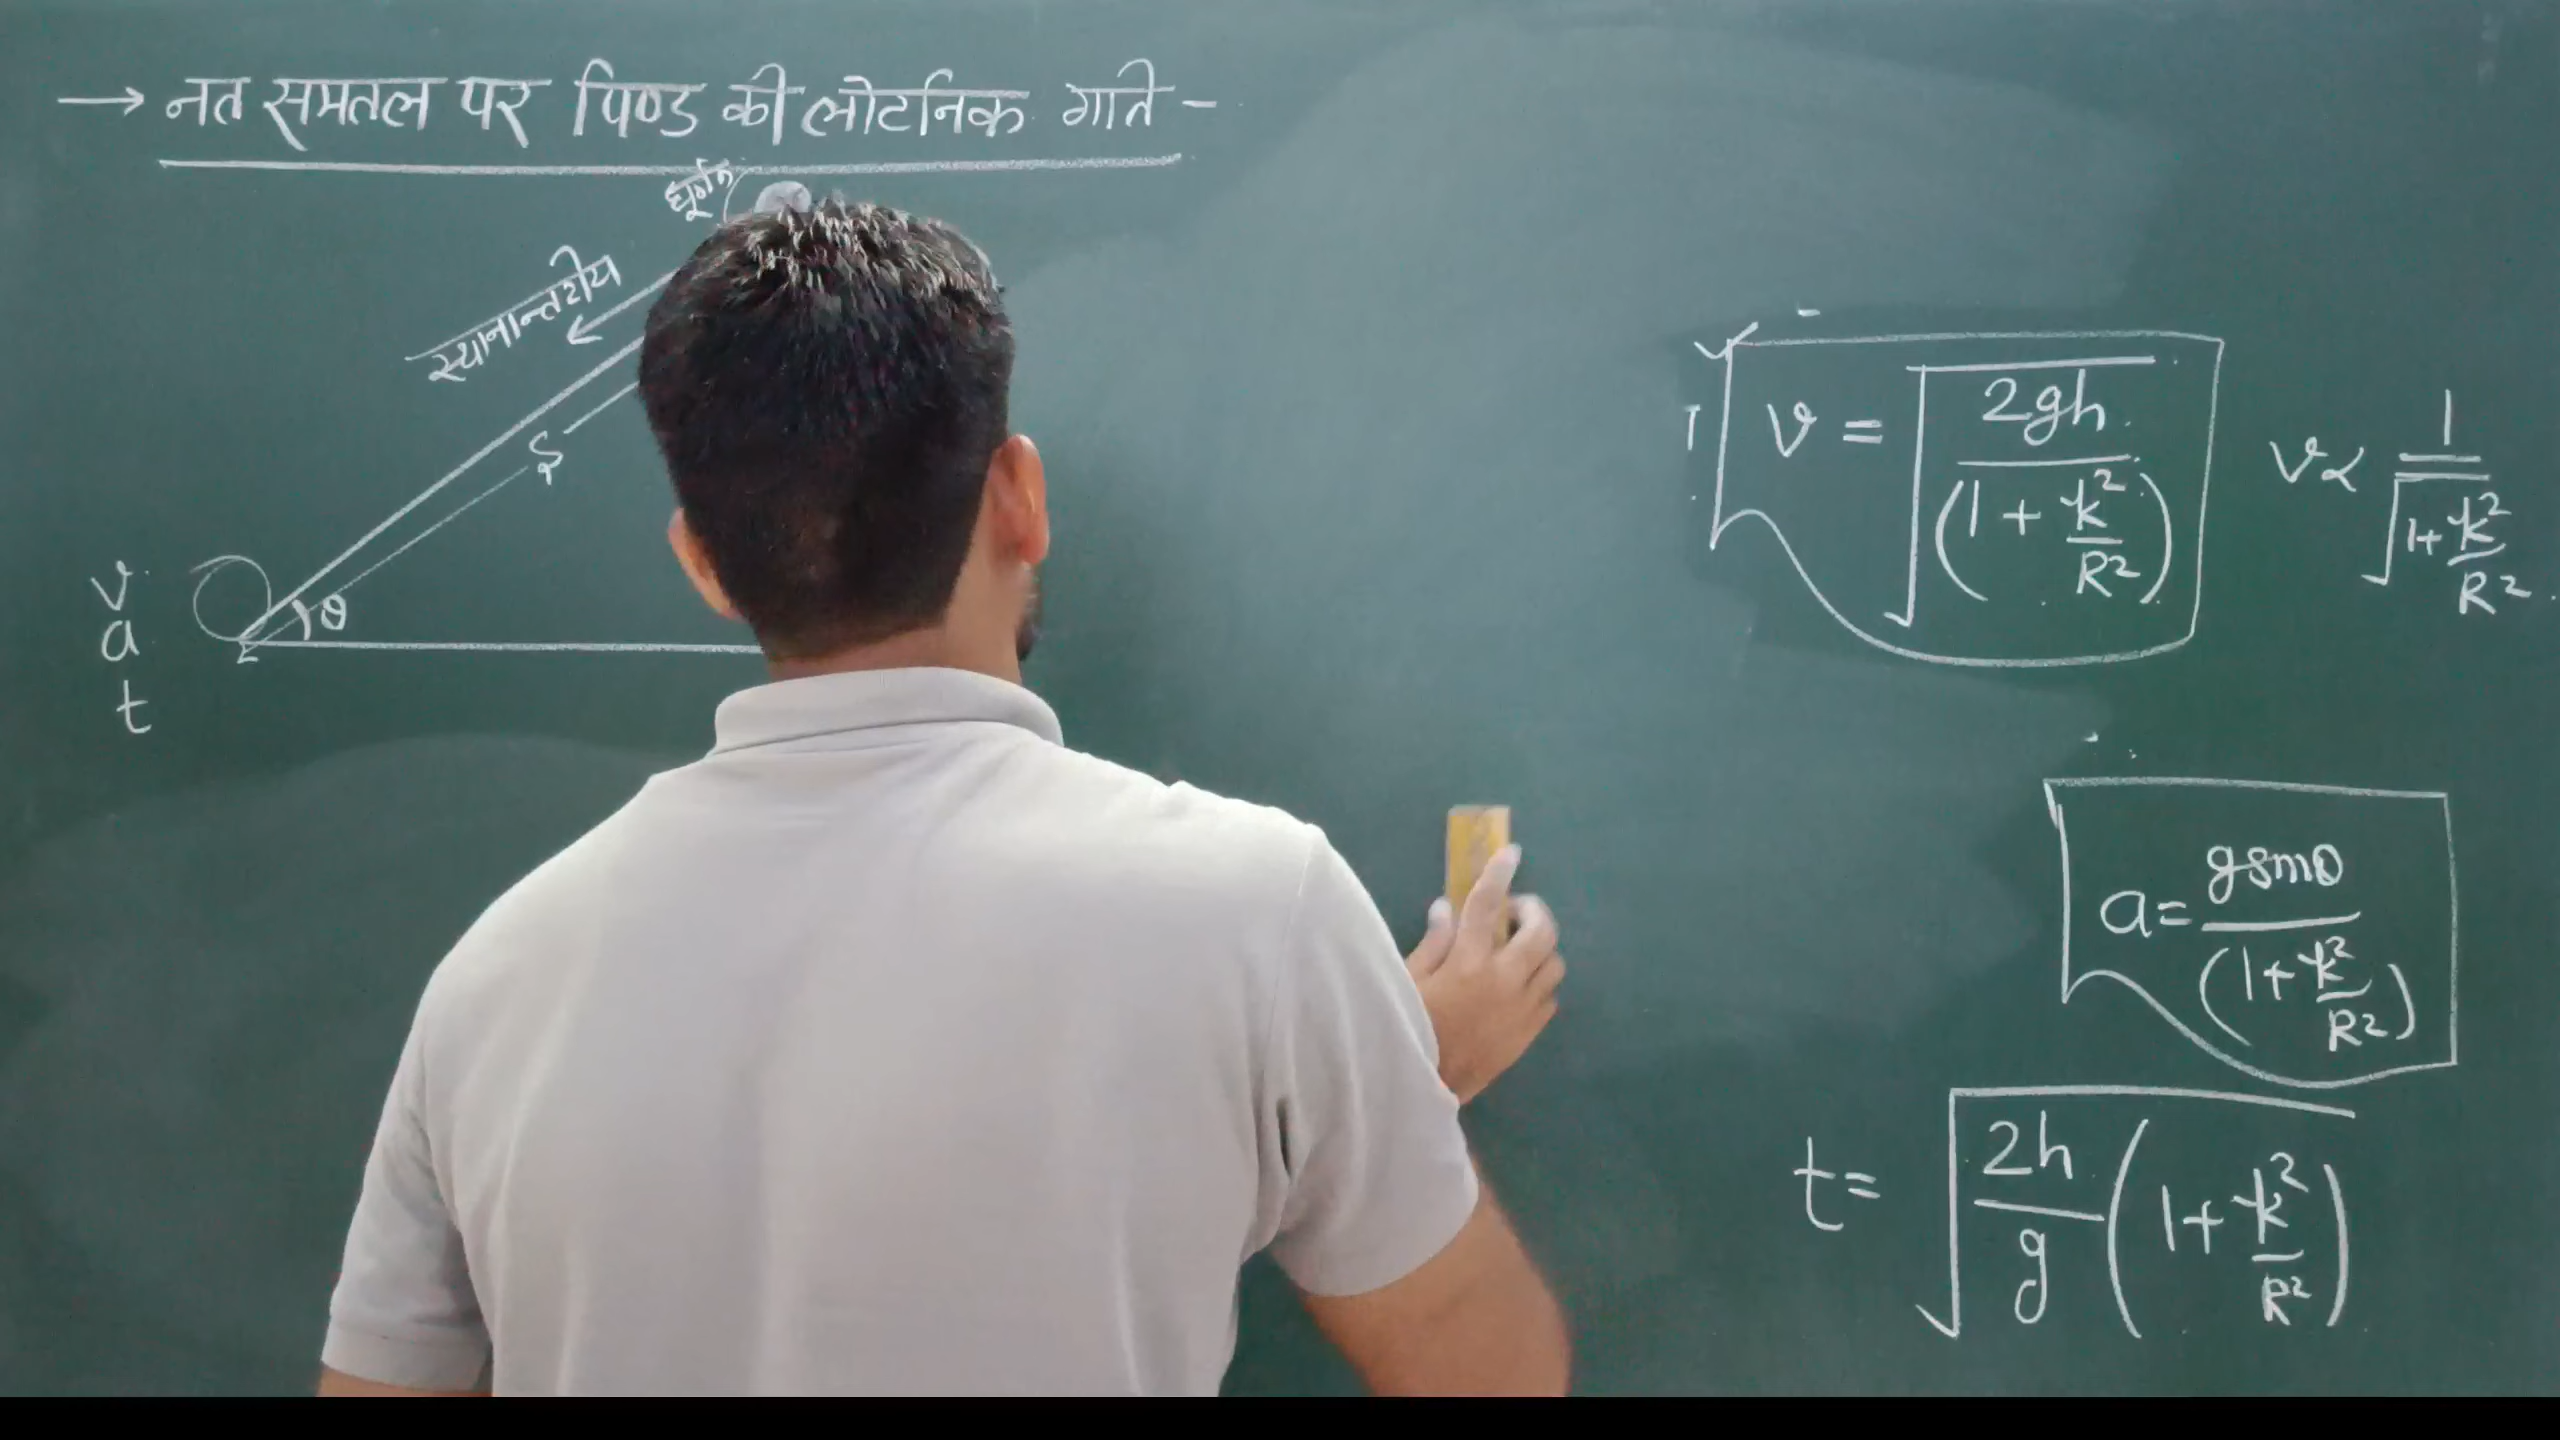 → नत समतल पर पिण्ड की लोटनिक गति -
घूर्णन
स्थानान्तरीय
S
θ
v
a
t
v = √(2gh / (1 + k²/R²))
v ∝ 1 / √(1 + k²/R²)
a = gsinθ / (1 + k²/R²)
t = √(2h/g (1 + k²/R²))